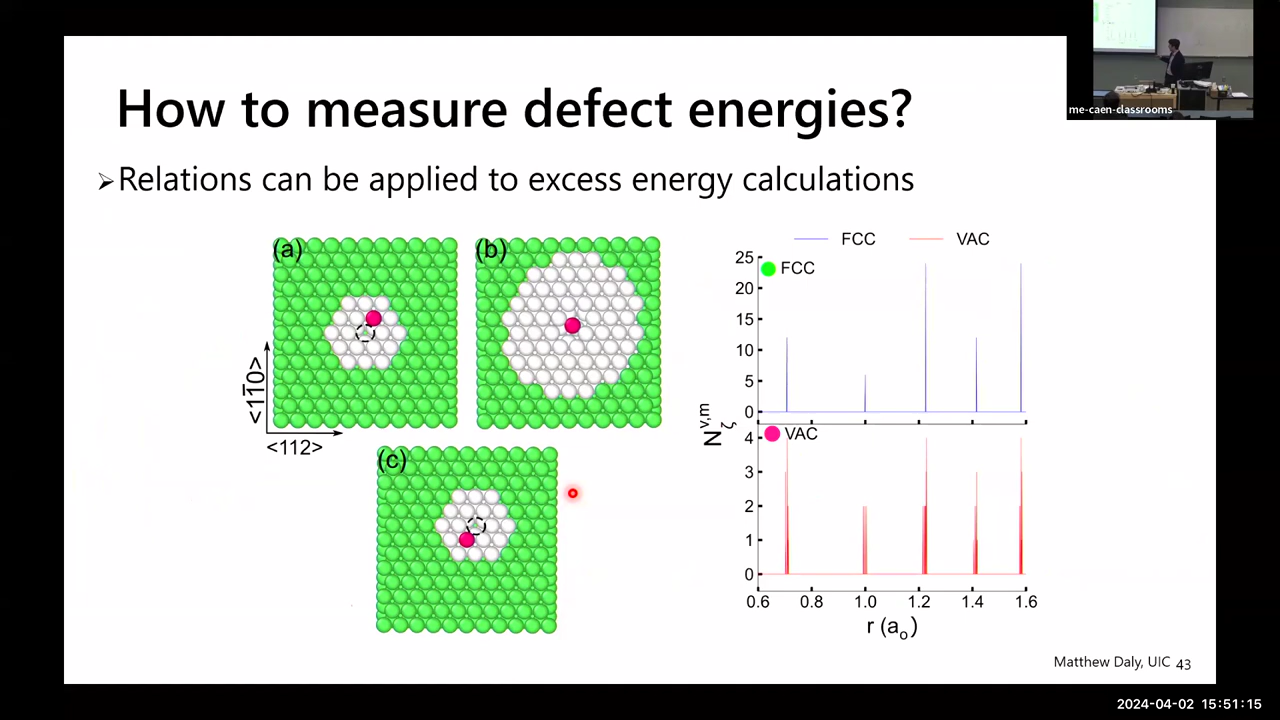 How to measure defect energies?
me-caen-classrooms
➢Relations can be applied to excess energy calculations
(a)
(b)
<11̅0>
<112>
(c)
FCC VAC
FCC
25
20
15
10
5
0
N ζ v,m
VAC
4
3
2
1
0
0.6 0.8 1.0 1.2 1.4 1.6
r (aₒ)
Matthew Daly, UIC 43
2024-04-02 15:51:15